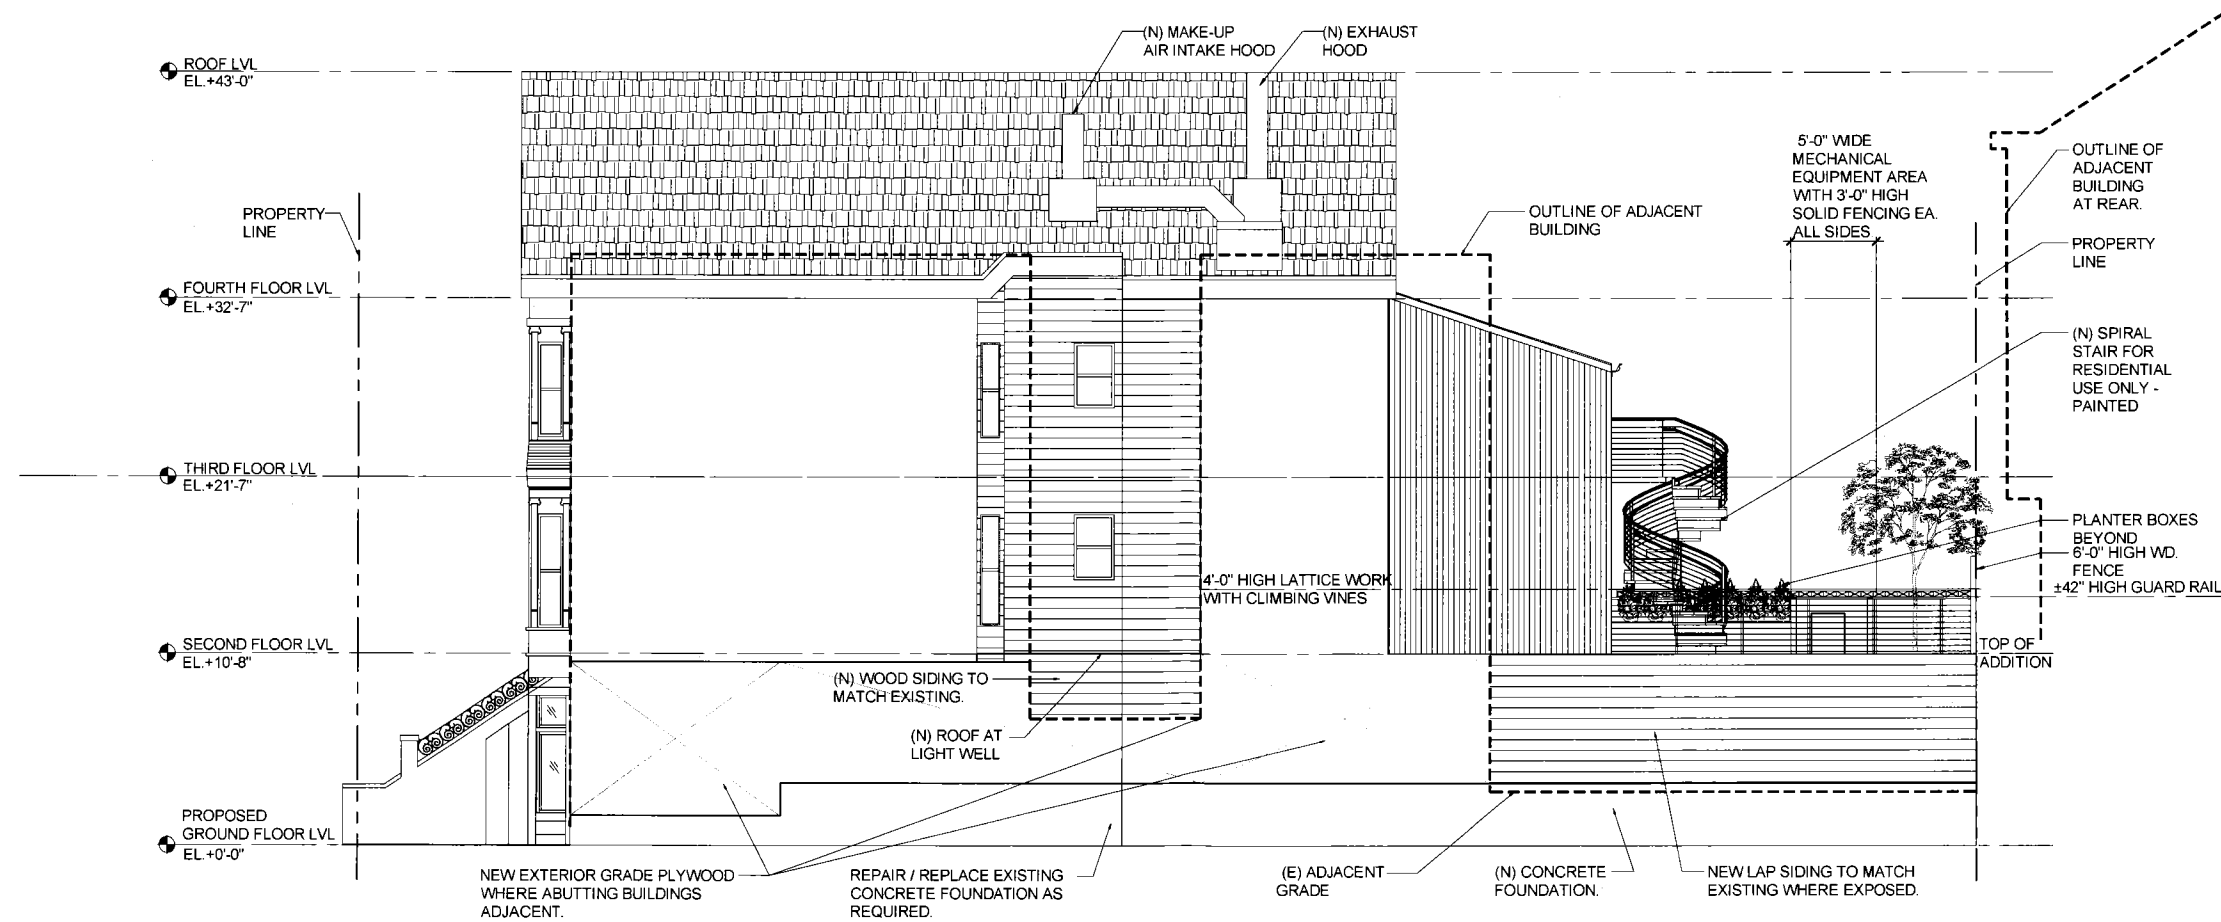 (N) MAKE-UP
AIR INTAKE HOOD
(N) EXHAUST
HOOD
ROOF LVL
EL.+43'-0"
5'-0" WIDE
MECHANICAL
EQUIPMENT AREA
WITH 3'-0" HIGH
SOLID FENCING EA.
ALL SIDES.
OUTLINE OF
ADJACENT
BUILDING
AT REAR.
PROPERTY
LINE
OUTLINE OF ADJACENT
BUILDING
PROPERTY
LINE
FOURTH FLOOR LVL
EL.+32'-7"
(N) SPIRAL
STAIR FOR
RESIDENTIAL
USE ONLY -
PAINTED
THIRD FLOOR LVL
EL.+21'-7"
PLANTER BOXES
BEYOND
6'-0" HIGH WD.
FENCE
±42" HIGH GUARD RAIL
4'-0" HIGH LATTICE WORK
WITH CLIMBING VINES
SECOND FLOOR LVL
EL.+10'-8"
TOP OF
ADDITION
(N) WOOD SIDING TO
MATCH EXISTING.
(N) ROOF AT
LIGHT WELL
PROPOSED
GROUND FLOOR LVL
EL.+0'-0"
NEW EXTERIOR GRADE PLYWOOD
WHERE ABUTTING BUILDINGS
ADJACENT.
REPAIR / REPLACE EXISTING
CONCRETE FOUNDATION AS
REQUIRED.
(E) ADJACENT
GRADE
(N) CONCRETE
FOUNDATION.
NEW LAP SIDING TO MATCH
EXISTING WHERE EXPOSED.